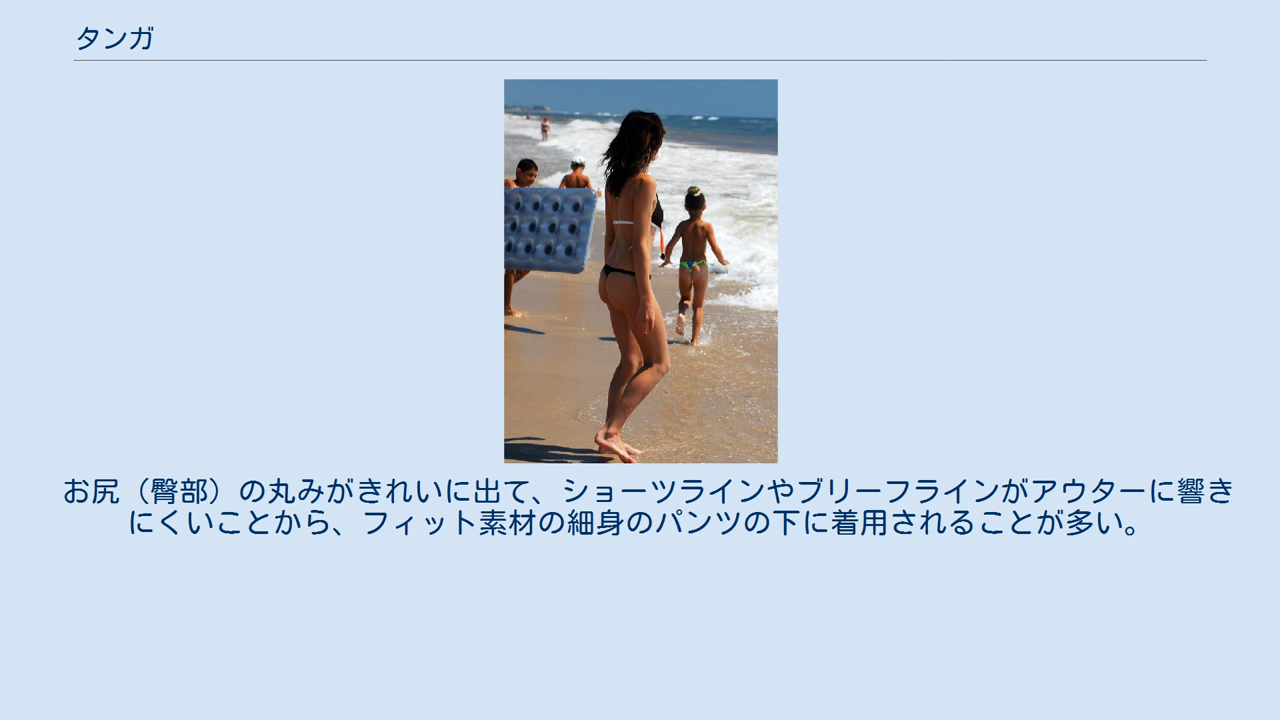 タンガ
お尻（臀部）の丸みがきれいに出て、ショーツラインやブリーフラインがアウターに響き
にくいことから、フィット素材の細身のパンツの下に着用されることが多い。